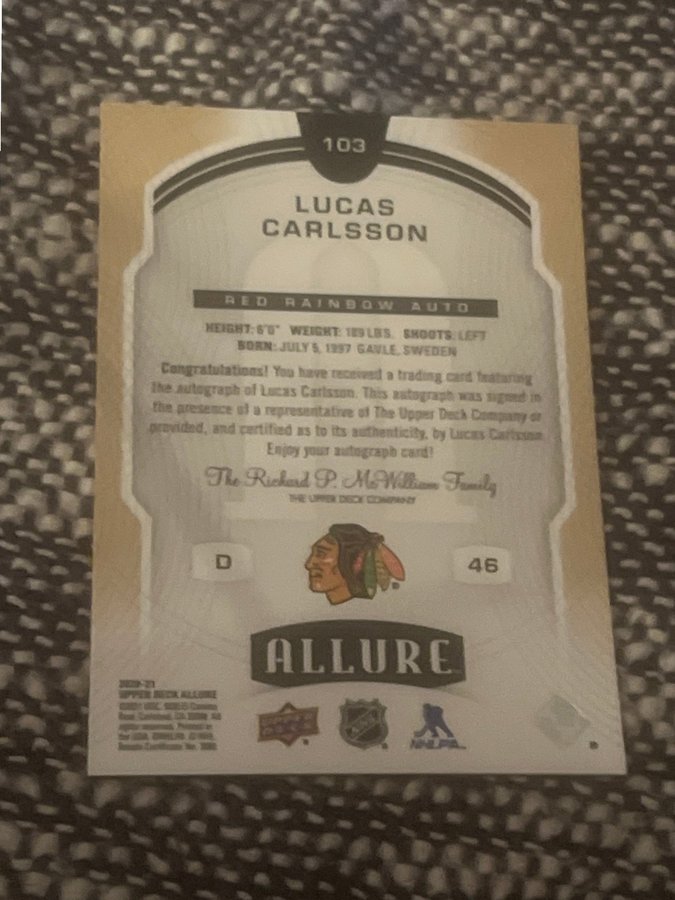 103
LUCAS
CARLSSON
RED RAINBOW AUTO
HEIGHT: 6'0" WEIGHT: 189 LBS. SHOOTS: LEFT
BORN: JULY 5, 1997 GAVLE, SWEDEN
Congratulations! You have received a trading card featuring
the autograph of Lucas Carlsson. This autograph was signed in
the presence of a representative of The Upper Deck Company or
provided, and certified as to its authenticity, by Lucas Carlsson.
Enjoy your autograph card!
The Richard P. McWilliam Family
THE UPPER DECK COMPANY
D
46
ALLURE
2020-21
UPPER DECK ALLURE
UPPER DECK
NHL
NHLPA